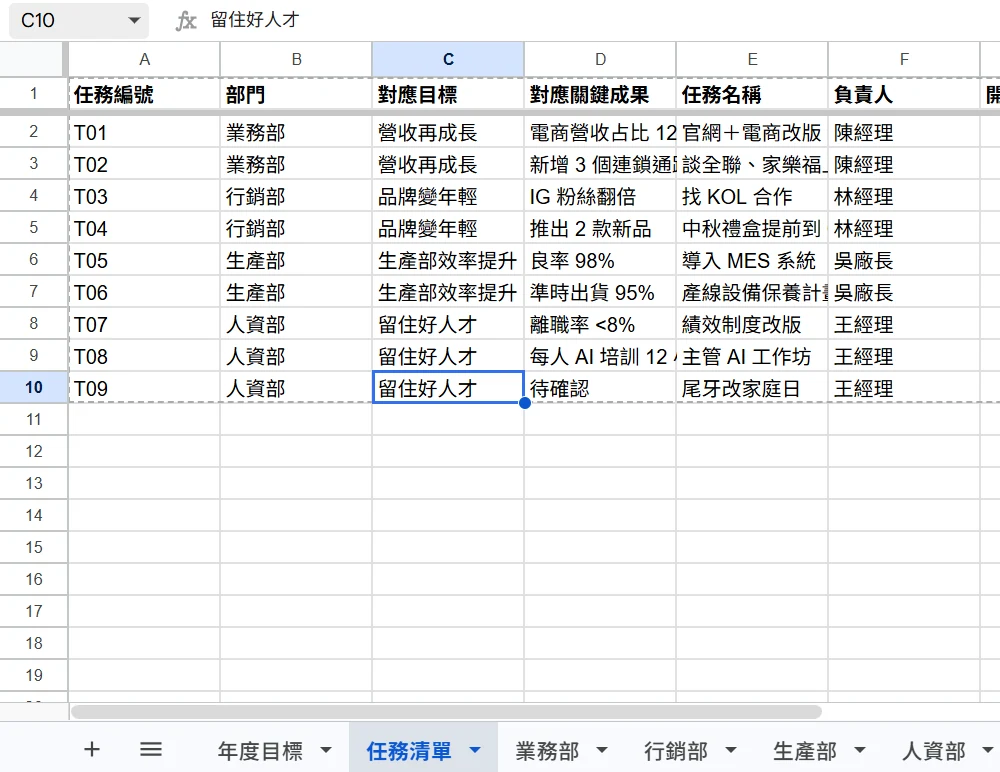 C10 fx 留住好人才
A B C D E F
1 任務編號 部門 對應目標 對應關鍵成果 任務名稱 負責人
2 T01 業務部 營收再成長 電商營收占比 12 官網＋電商改版 陳經理
3 T02 業務部 營收再成長 新增 3 個連鎖通 談全聯、家樂福 陳經理
4 T03 行銷部 品牌變年輕 IG 粉絲翻倍 找 KOL 合作 林經理
5 T04 行銷部 品牌變年輕 推出 2 款新品 中秋禮盒提前到 林經理
6 T05 生產部 生產部效率提升 良率 98% 導入 MES 系統 吳廠長
7 T06 生產部 生產部效率提升 準時出貨 95% 產線設備保養計 吳廠長
8 T07 人資部 留住好人才 離職率 <8% 績效制度改版 王經理
9 T08 人資部 留住好人才 每人 AI 培訓 12 主管 AI 工作坊 王經理
10 T09 人資部 留住好人才 待確認 尾牙改家庭日 王經理
11
12
13
14
15
16
17
18
19
年度目標 任務清單 業務部 行銷部 生產部 人資部